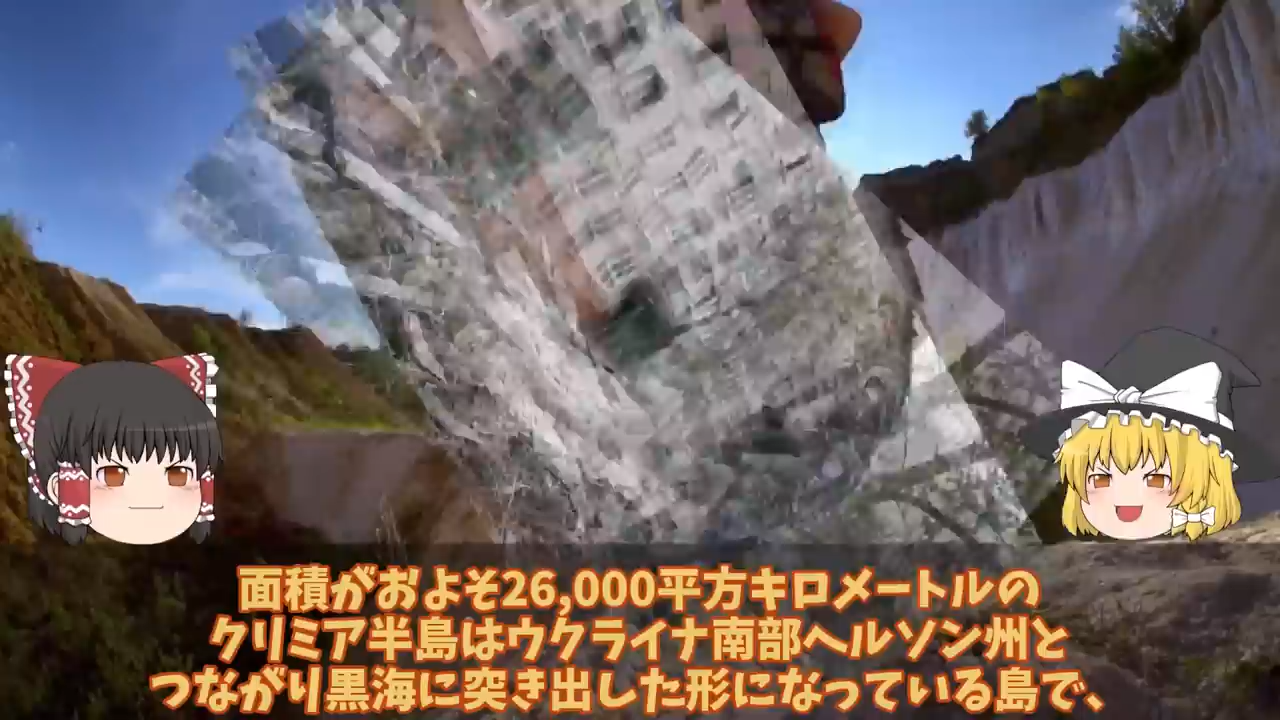 面積がおよそ26,000平方キロメートルの
クリミア半島はウクライナ南部ヘルソン州と
つながり黒海に突き出した形になっている島で、